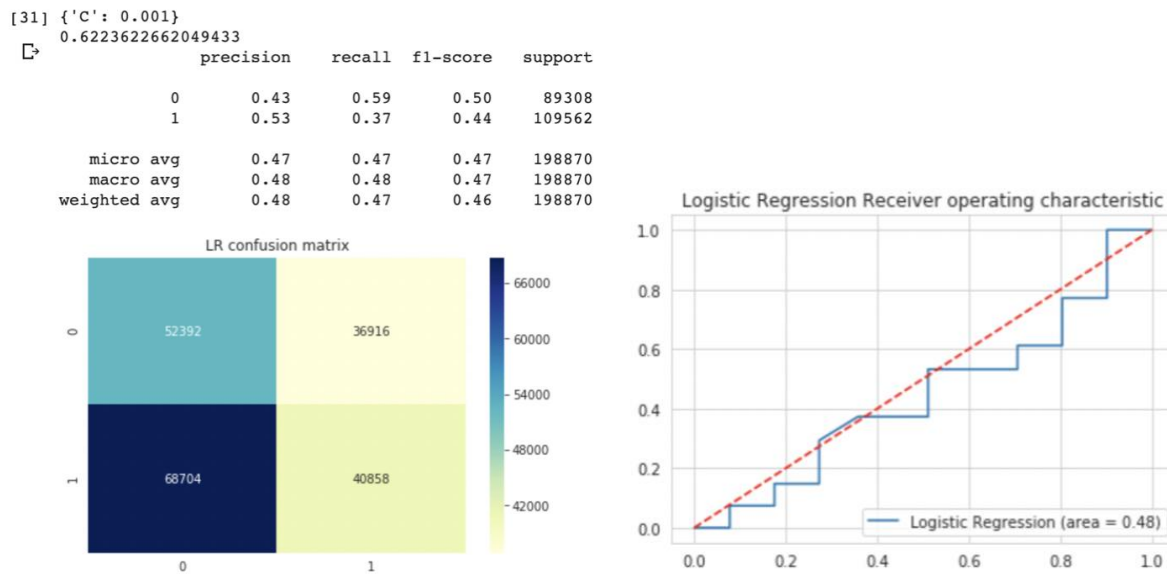 [31] {'C': 0.001}
0.6223622662049433
precision recall f1-score support
0 0.43 0.59 0.50 89308
1 0.53 0.37 0.44 109562
micro avg 0.47 0.47 0.47 198870
macro avg 0.48 0.48 0.47 198870
weighted avg 0.48 0.47 0.46 198870
LR confusion matrix
0 52392 36916
1 68704 40858
0 1
66000
60000
54000
48000
42000
Logistic Regression Receiver operating characteristic
1.0
0.8
0.6
0.4
0.2
0.0
Logistic Regression (area = 0.48)
0.0 0.2 0.4 0.6 0.8 1.0